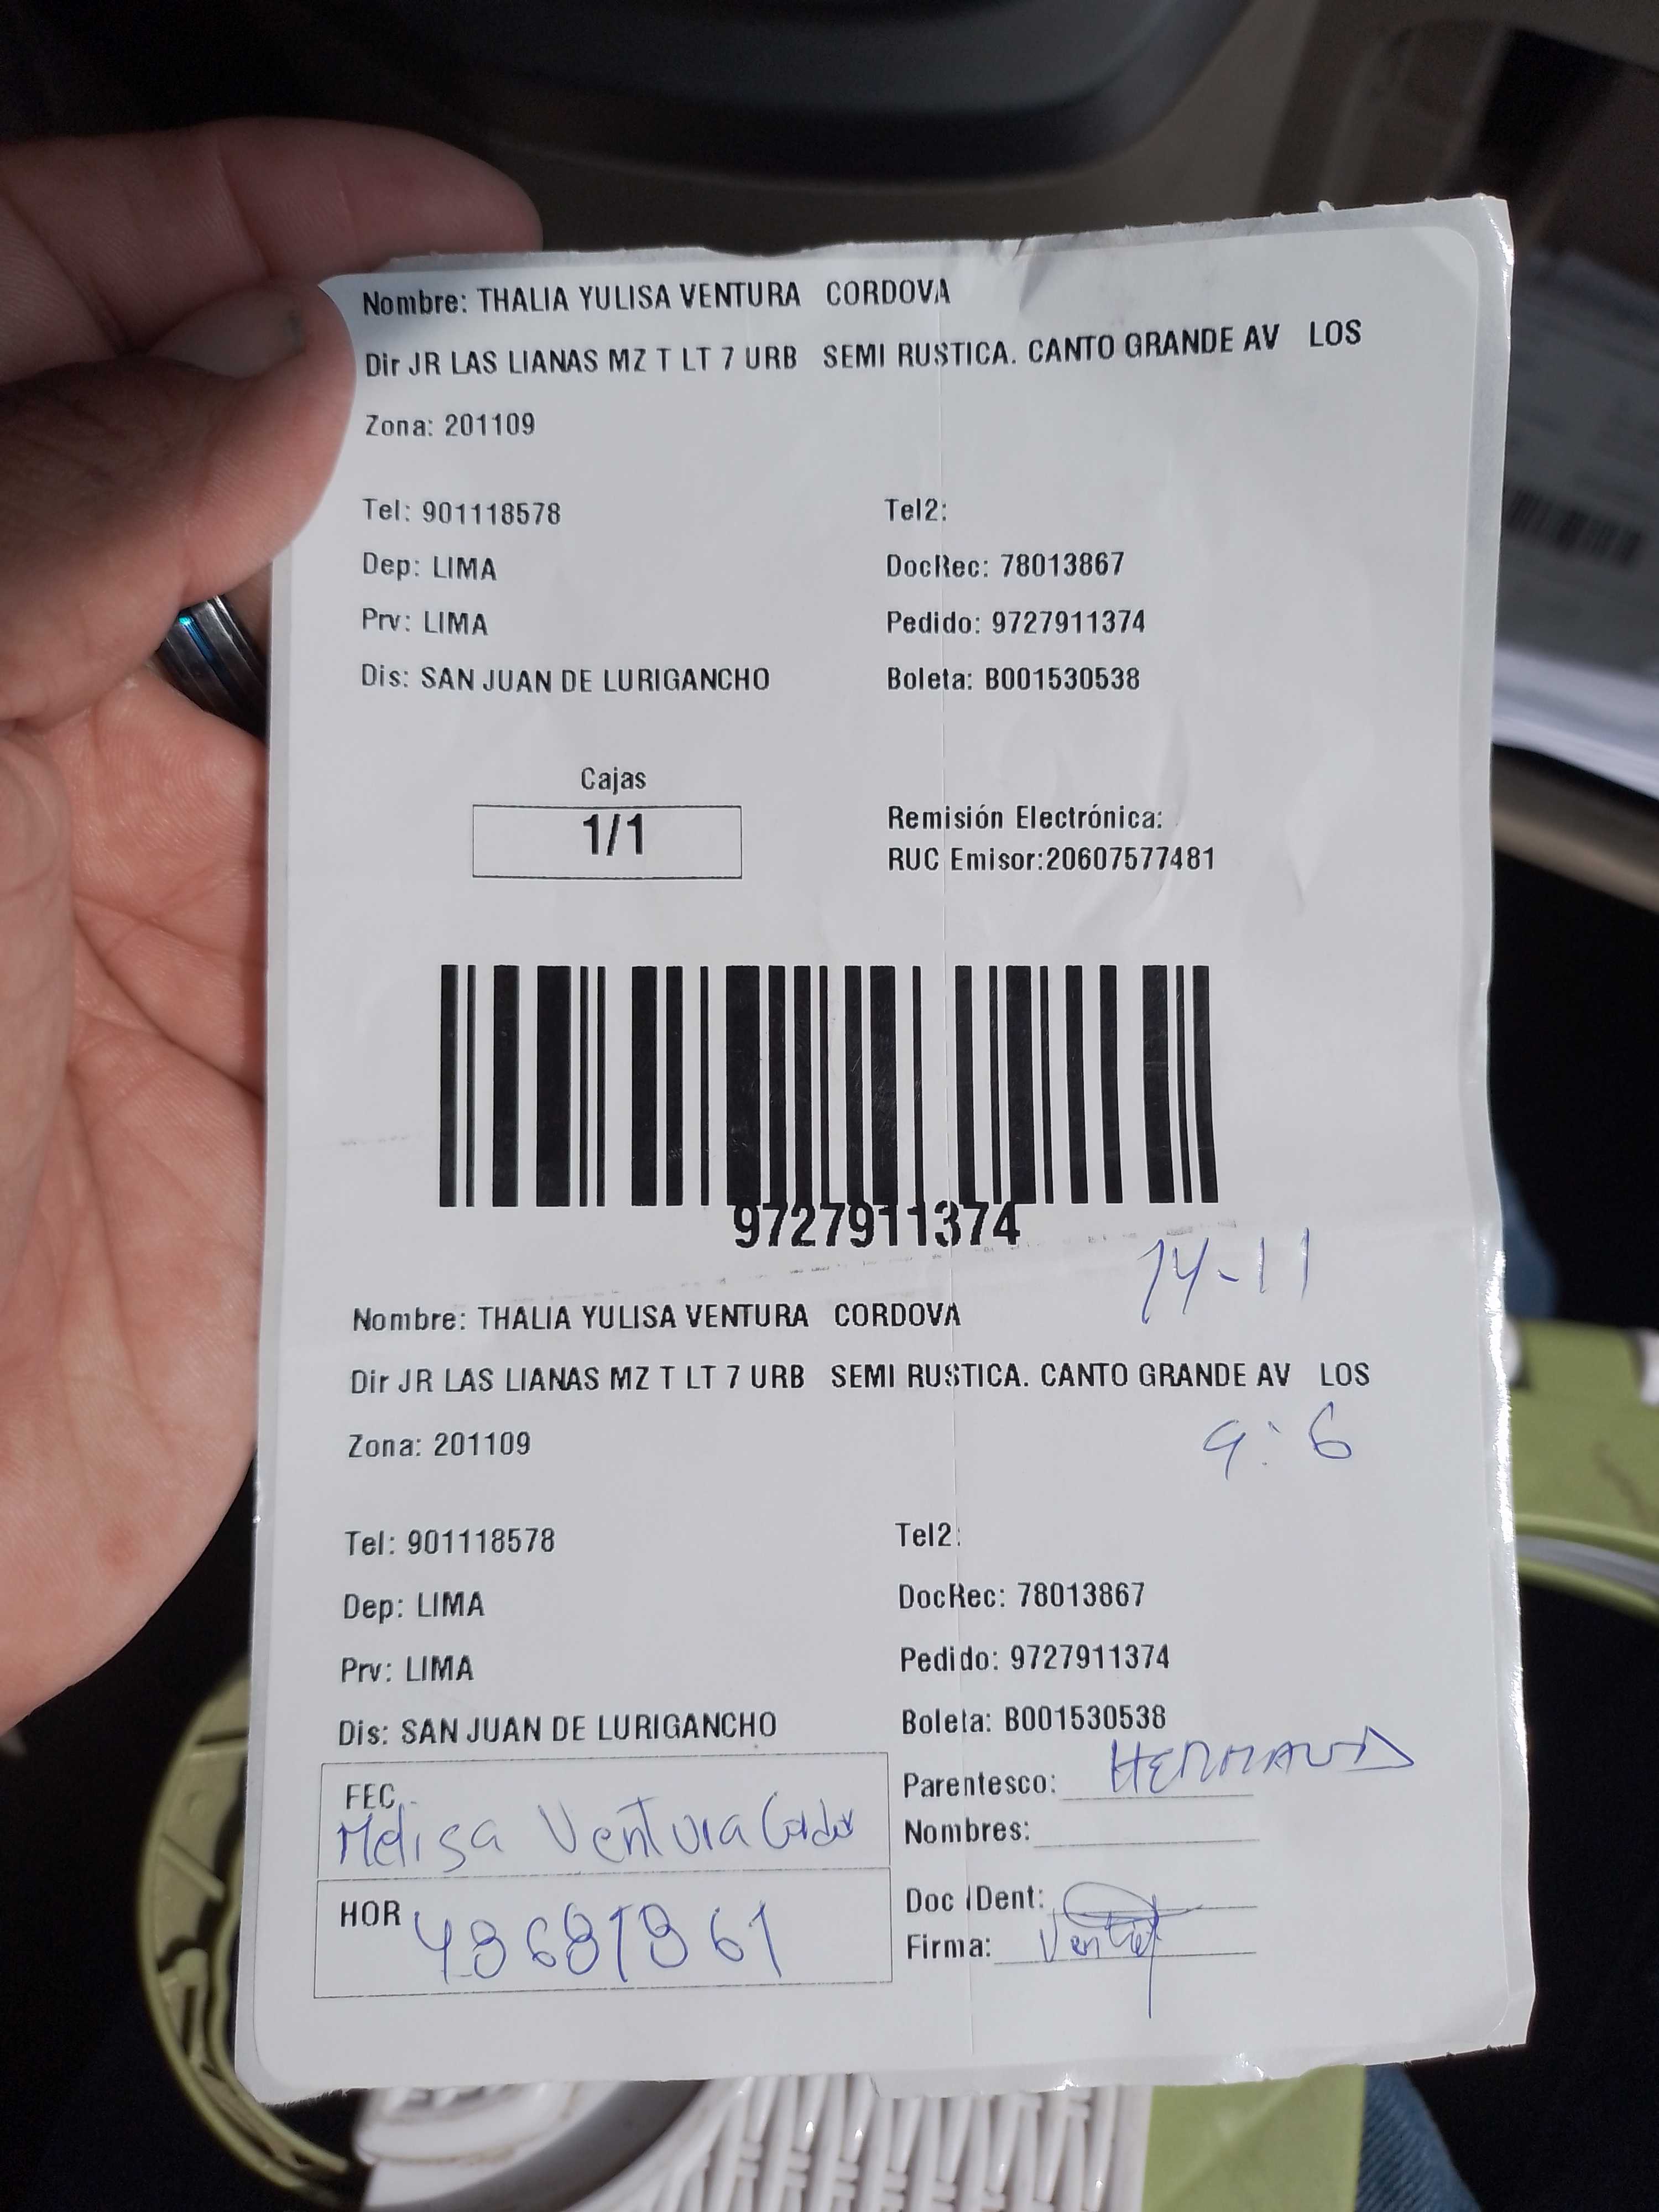 Nombre: THALIA YULISA VENTURA CORDOVA
Dir JR LAS LIANAS MZ T LT 7 URB SEMI RUSTICA. CANTO GRANDE AV LOS
Zona: 201109
Tel: 901118578 Tel2:
Dep: LIMA DocRec: 78013867
Prv: LIMA Pedido: 9727911374
Dis: SAN JUAN DE LURIGANCHO Boleta: B001530538
Cajas
1/1
Remisión Electrónica:
RUC Emisor:20607577481
9727911374
14-11
Nombre: THALIA YULISA VENTURA CORDOVA
Dir JR LAS LIANAS MZ T LT 7 URB SEMI RUSTICA. CANTO GRANDE AV LOS
9:6
Zona: 201109
Tel: 901118578 Tel2:
Dep: LIMA DocRec: 78013867
Prv: LIMA Pedido: 9727911374
Dis: SAN JUAN DE LURIGANCHO Boleta: B001530538
FEC
Melisa Ventura
HOR
Parentesco: HERMANA
Nombres:
Doc IDent:
Firma: